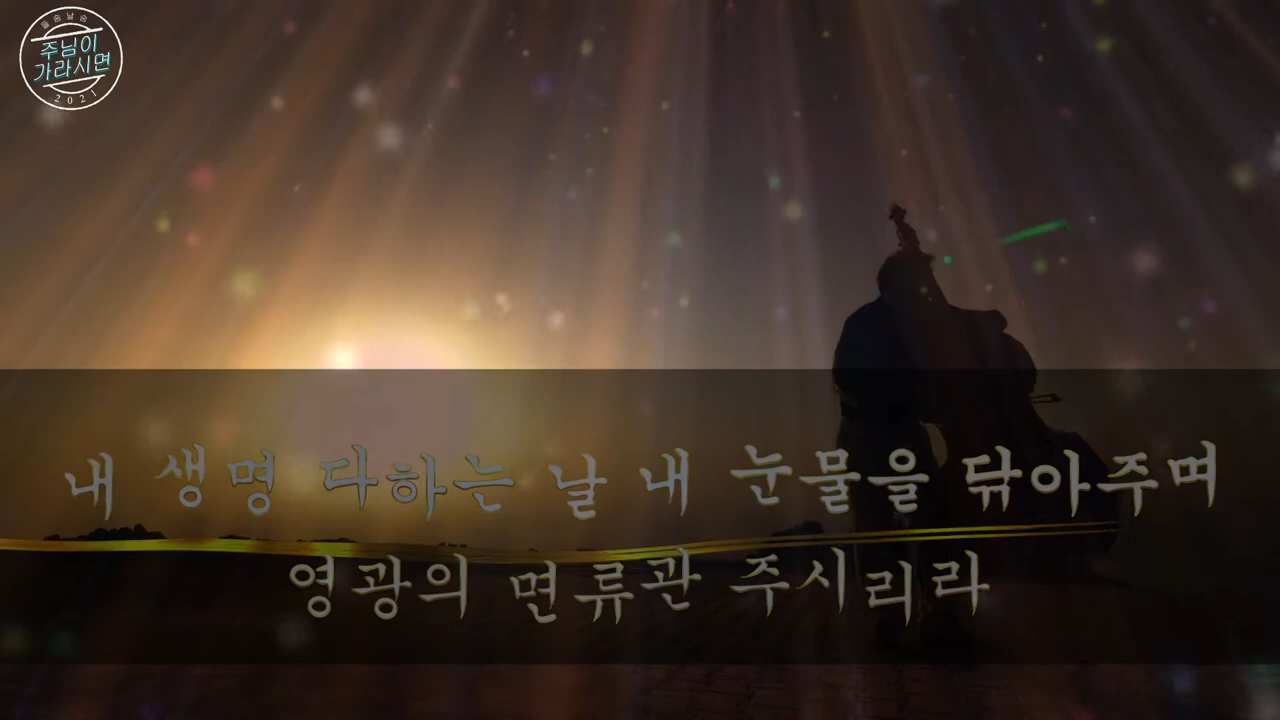 주님이
가라시면
2021
내 생명 다하는 날 내 눈물을 닦아주며
영광의 면류관 주시리라